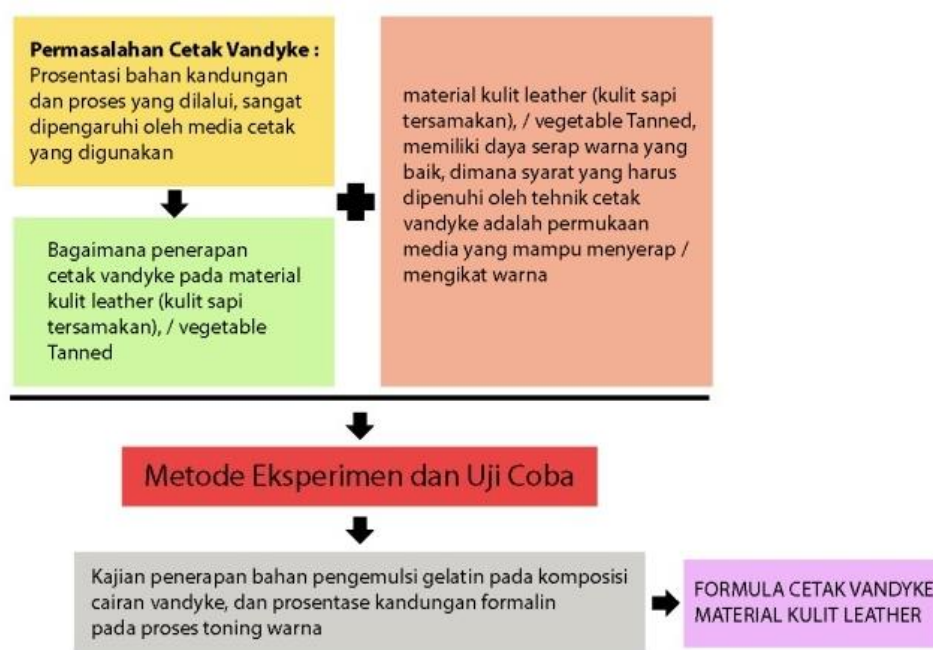 Permasalahan Cetak Vandyke :
Prosentasi bahan kandungan
dan proses yang dilalui, sangat
dipengaruhi oleh media cetak
yang digunakan
Bagaimana penerapan
cetak vandyke pada material
kulit leather (kulit sapi
tersamakan), / vegetable
Tanned
material kulit leather (kulit sapi
tersamakan), / vegetable Tanned,
memiliki daya serap warna yang
baik, dimana syarat yang harus
dipenuhi oleh tehnik cetak
vandyke adalah permukaan
media yang mampu menyerap /
mengikat warna
Metode Eksperimen dan Uji Coba
Kajian penerapan bahan pengemulsi gelatin pada komposisi
cairan vandyke, dan prosentase kandungan formalin
pada proses toning warna
FORMULA CETAK VANDYKE
MATERIAL KULIT LEATHER